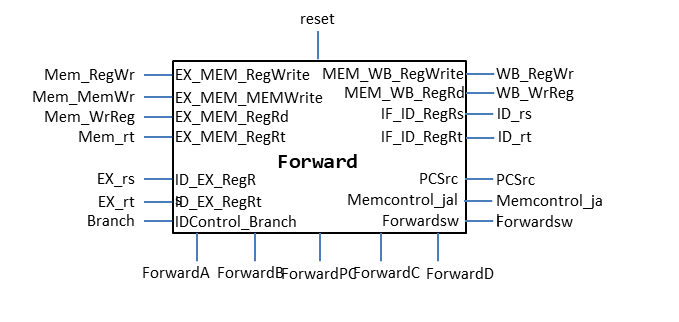 reset
Mem_RegWr EX_MEM_RegWrite MEM_WB_RegWrite WB_RegWr
Mem_MemWr EX_MEM_MEMWrite MEM_WB_RegRd WB_WrReg
Mem_WrReg EX_MEM_RegRd IF_ID_RegRs ID_rs
Mem_rt EX_MEM_RegRt IF_ID_RegRt ID_rt
Forward
EX_rs ID_EX_RegR PCSrc PCSrc
EX_rt ID_EX_RegRt Memcontrol_jal Memcontrol_ja
Branch IDControl_Branch Forwardsw Forwardsw
ForwardA ForwardB ForwardPC ForwardC ForwardD